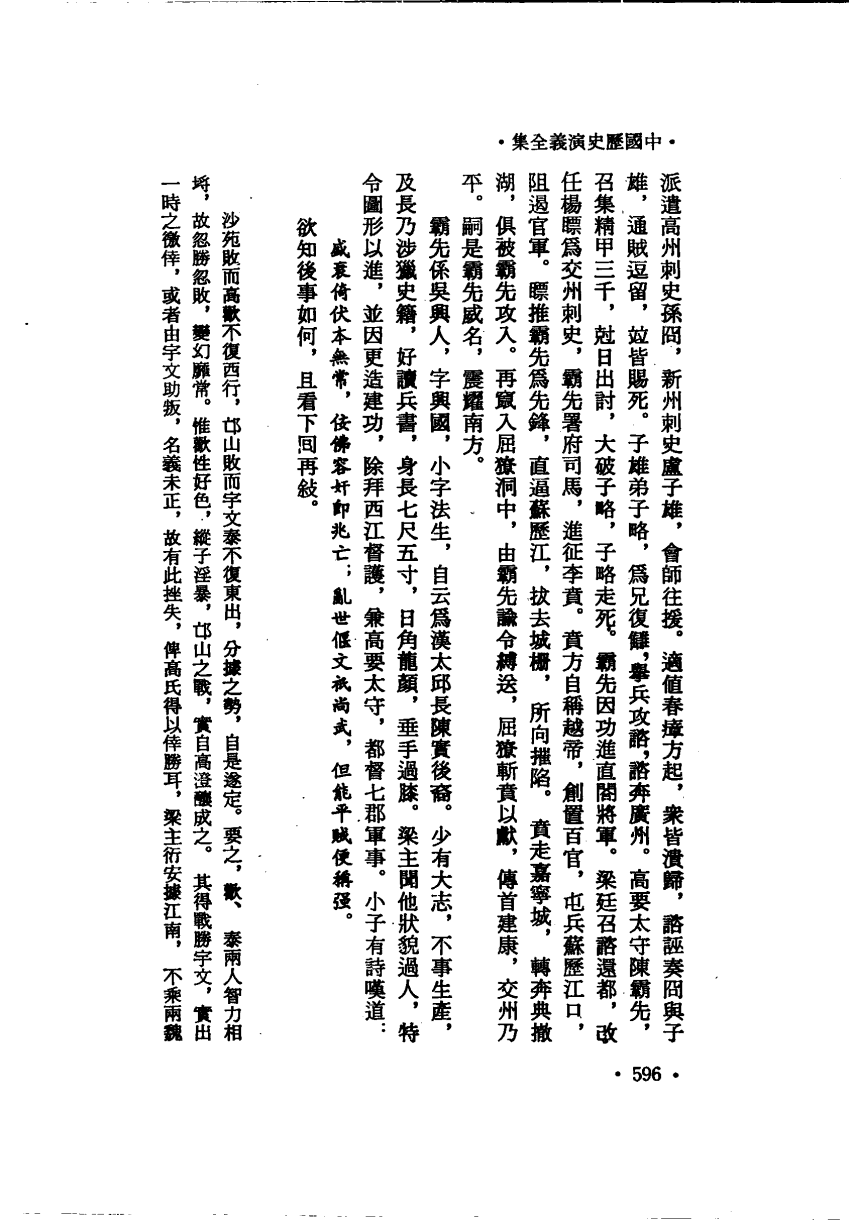 ·中國歷史演義全集·
派遣高州刺史孫冏，新州刺史盧子雄，會師往援。適值春瘴方起，衆皆潰歸，諮誣奏冏與子
雄，通賊逗留，竝皆賜死。子雄弟子略，爲兄復讎，舉兵攻諮，諮奔廣州。高要太守陳霸先，
召集精甲三千，尅日出討，大破子略，子略走死。霸先因功進直閣將軍。梁廷召諮還都，改
任楊瞟爲交州刺史，霸先署府司馬，進征李賁。賁方自稱越帝，創置百官，屯兵蘇歷江口，
阻遏官軍。瞟推霸先爲先鋒，直逼蘇歷江，拔去城柵，所向摧陷。賁走嘉寧城，轉奔典撤
湖，俱被霸先攻入。再竄入屈獠洞中，由霸先諭令縛送，屈獠斬賁以獻，傳首建康，交州乃
平。嗣是霸先威名，震耀南方。
霸先係吳興人，字興國，小字法生，自云爲漢太邱長陳實後裔。少有大志，不事生產，
及長乃涉獵史籍，好讀兵書，身長七尺五寸，日角龍顏，垂手過膝。梁主聞他狀貌過人，特
令圖形以進，並因更造建功，除拜西江督護，兼高要太守，都督七郡軍事。小子有詩嘆道：
盛衰倚伏本無常，佞佛容奸卽兆亡；亂世偃文祇尚武，但能平賊便稱强。
欲知後事如何，且看下囘再敍。
沙苑敗而高歡不復西行，邙山敗而宇文泰不復東出，分據之勢，自是遂定。要之，歡、泰兩人智力相
埒，故忽勝忽敗，變幻靡常。惟歡性好色，縱子淫暴，邙山之戰，實自高澄釀成之。其得戰勝宇文，實出
一時之徼倖，或者由宇文助叛，名義未正，故有此挫失，俾高氏得以倖勝耳，梁主衍安據江南，不乘兩魏
·596·